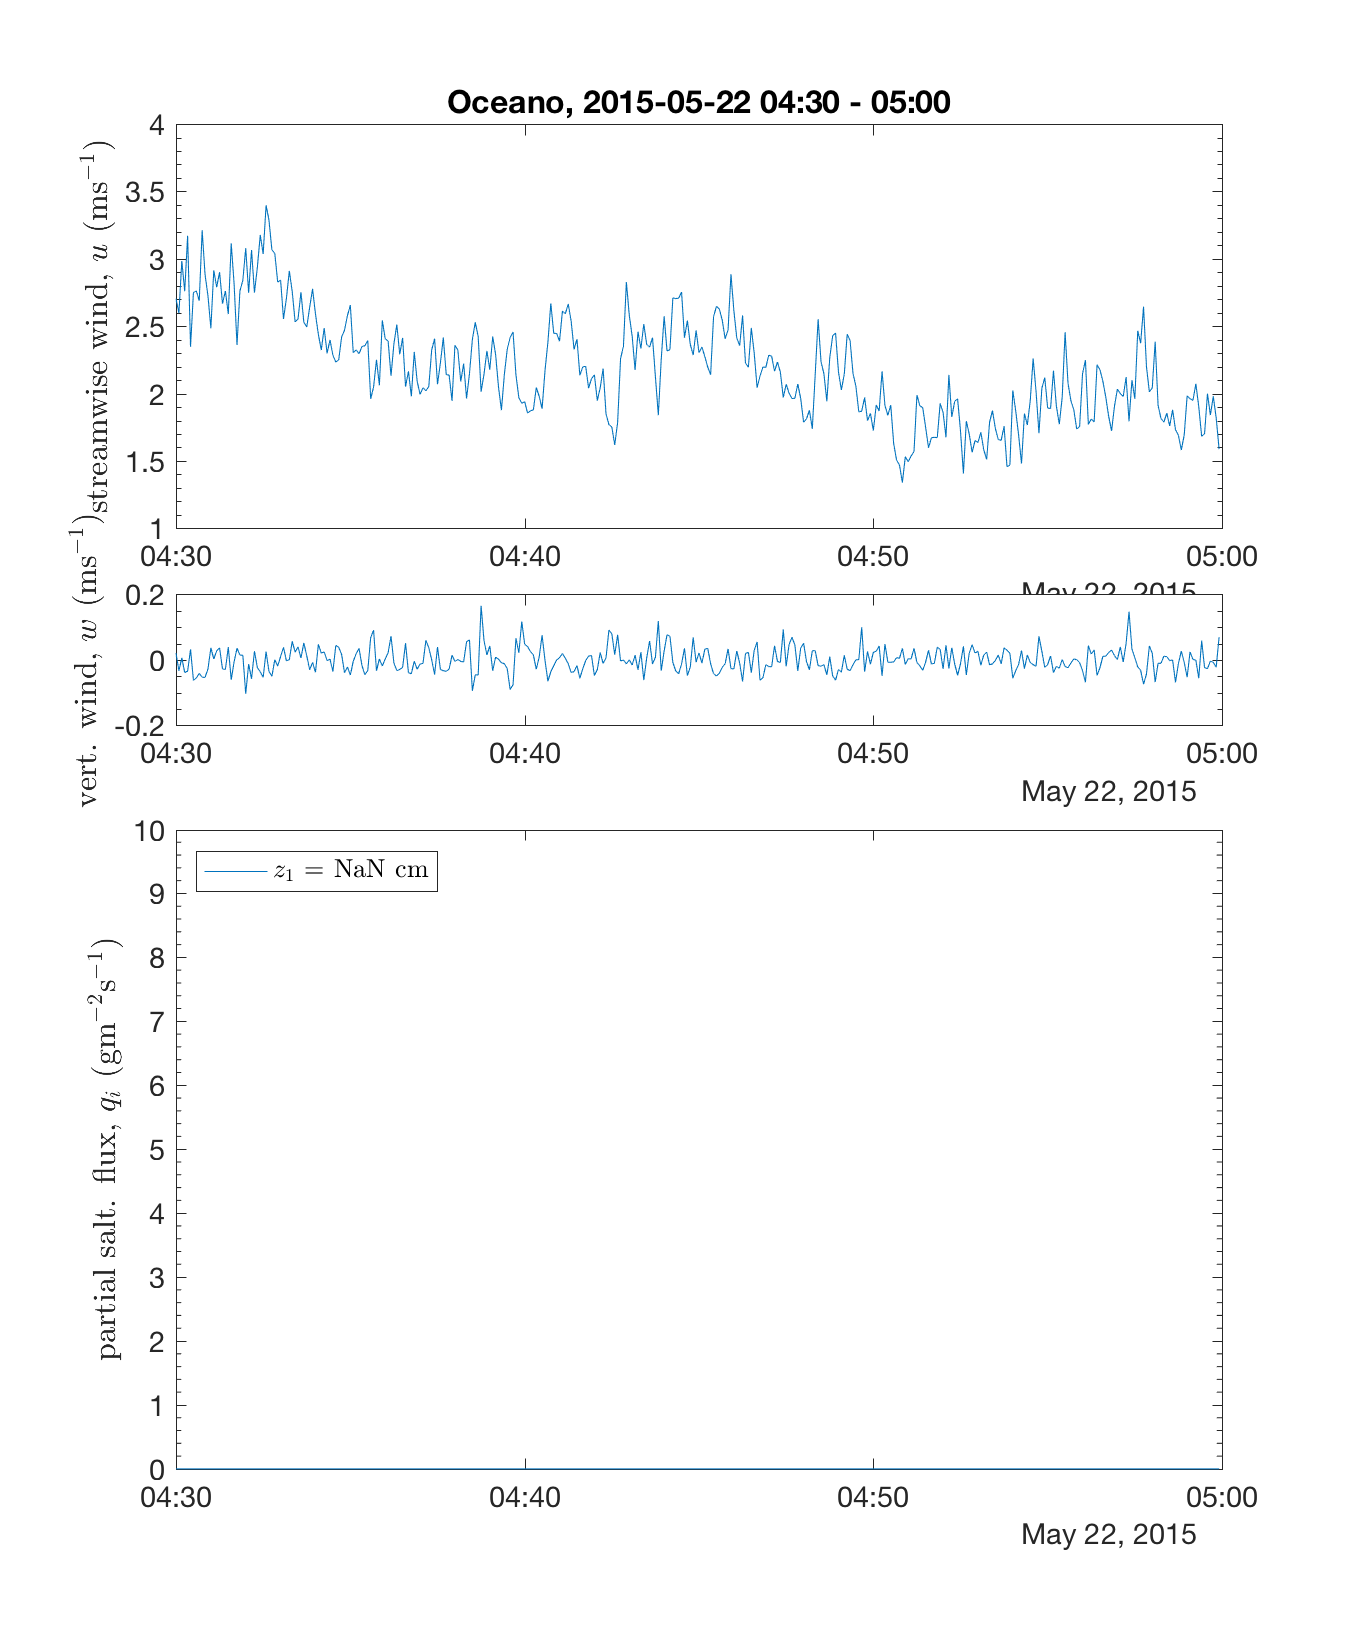 Oceano, 2015-05-22 04:30 - 05:00
streamwise wind, u (ms⁻¹)
4
3.5
3
2.5
2
1.5
1
04:30 04:40 04:50 05:00
May 22, 2015
vert. wind, w (ms⁻¹)
0.2
0
-0.2
04:30 04:40 04:50 05:00
May 22, 2015
partial salt. flux, qᵢ (gm⁻²s⁻¹)
10
9
8
7
6
5
4
3
2
1
0
z₁ = NaN cm
04:30 04:40 04:50 05:00
May 22, 2015